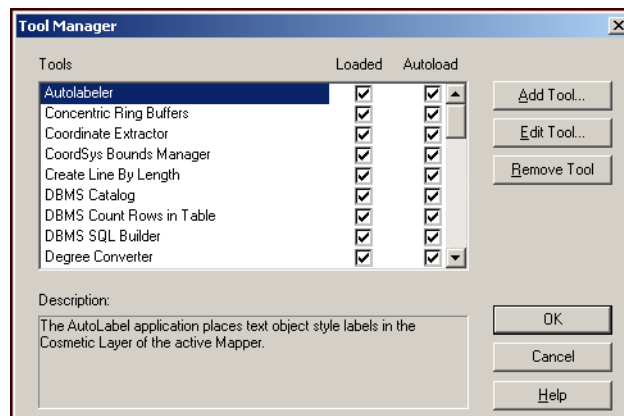 Tool Manager
Tools Loaded Autoload
Autolabeler
Concentric Ring Buffers
Coordinate Extractor
CoordSys Bounds Manager
Create Line By Length
DBMS Catalog
DBMS Count Rows in Table
DBMS SQL Builder
Degree Converter
Add Tool...
Edit Tool...
Remove Tool
Description:
The AutoLabel application places text object style labels in the
Cosmetic Layer of the active Mapper.
OK
Cancel
Help